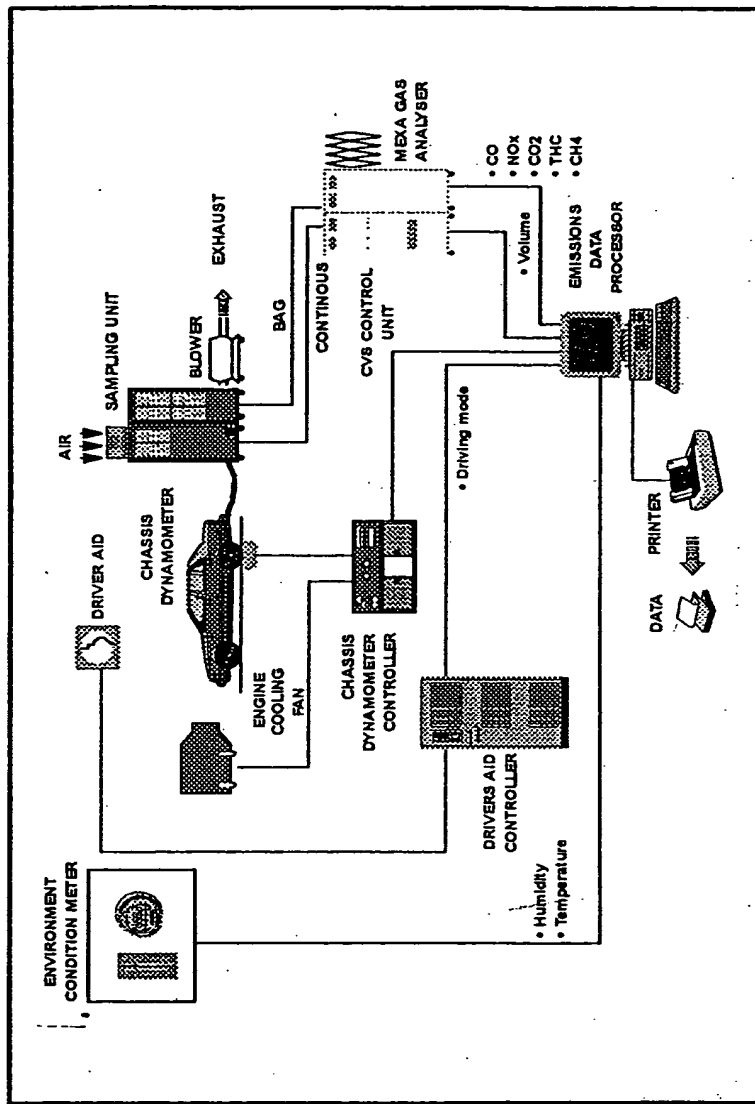 ENVIRONMENT
CONDITION METER
DRIVER AID
CHASSIS
DYNAMOMETER
AIR
SAMPLING UNIT
BLOWER
EXHAUST
ENGINE
COOLING
FAN
BAG
CONTINOUS
MEXA GAS
ANALYSER
CVS CONTROL
UNIT
CHASSIS
DYNAMOMETER
CONTROLLER
DRIVERS AID
CONTROLLER
• Humidity
• Temperature
• Driving mode
• Volume
• CO
• NOx
• CO2
• THC
• CH4
EMISSIONS
DATA
PROCESSOR
DATA
PRINTER